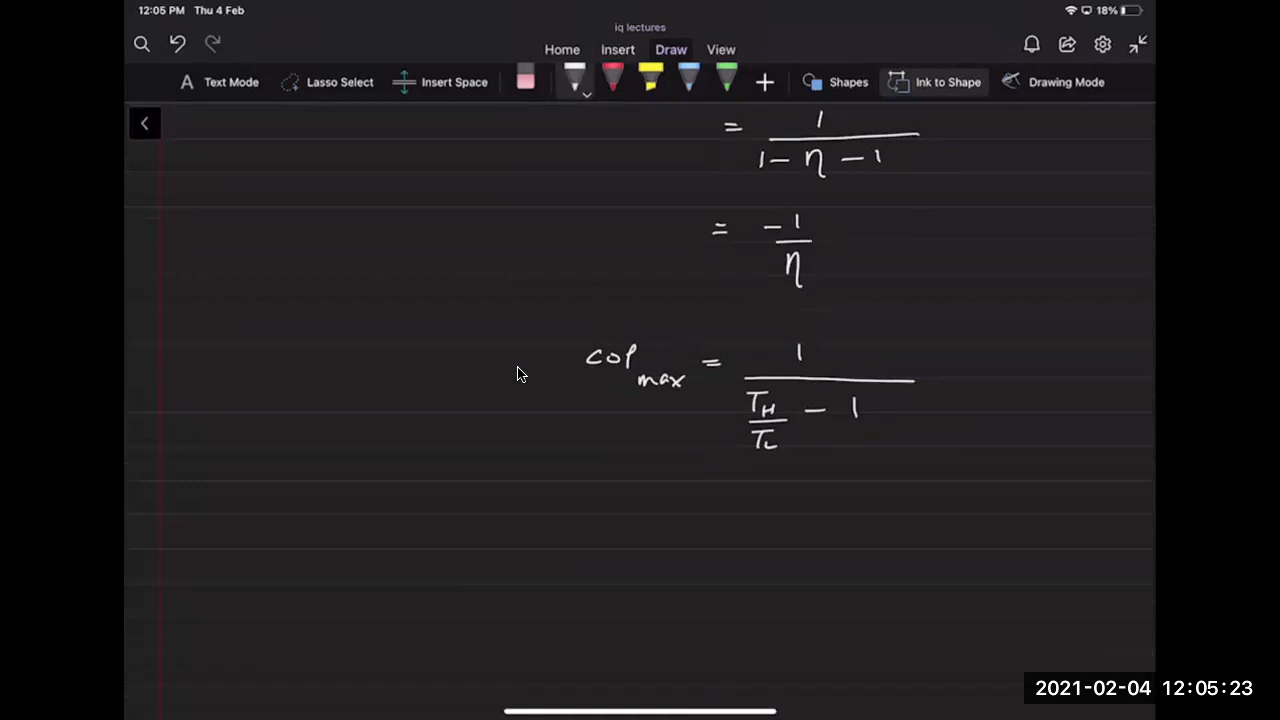 12:05 PM Thu 4 Feb 18%
iq lectures
Home Insert Draw View
Text Mode Lasso Select Insert Space Shapes Ink to Shape Drawing Mode
= 1
1 - η - 1
= -1
η
COP max = 1
T_H - 1
T_L
2021-02-04 12:05:23